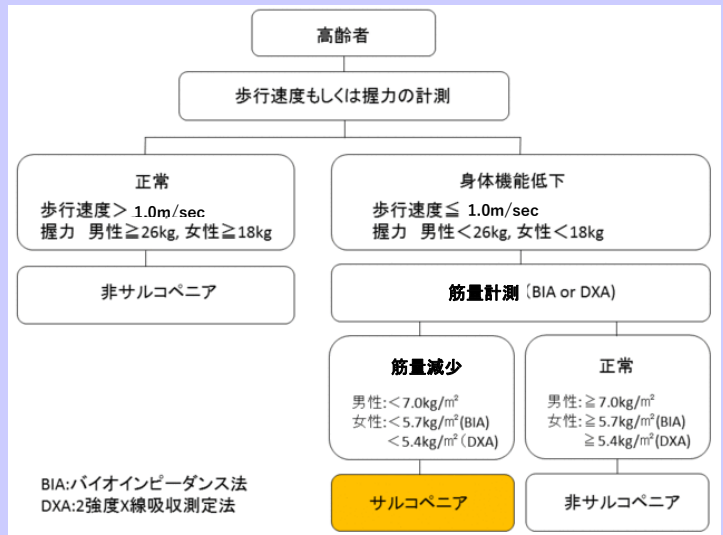 高齢者
歩行速度もしくは握力の計測
正常
歩行速度＞ 1.0m/sec
握力 男性≧26kg, 女性≧18kg
身体機能低下
歩行速度≦ 1.0m/sec
握力 男性＜26kg, 女性＜18kg
非サルコペニア
筋量計測（BIA or DXA)
筋量減少
男性:＜7.0kg/㎡
女性:＜5.7kg/㎡(BIA)
＜5.4kg/㎡（DXA)
正常
男性:≧7.0kg/㎡
女性:≧5.7kg/㎡(BIA)
≧5.4kg/㎡(DXA)
サルコペニア
非サルコペニア
BIA:バイオインピーダンス法
DXA:2強度X線吸収測定法